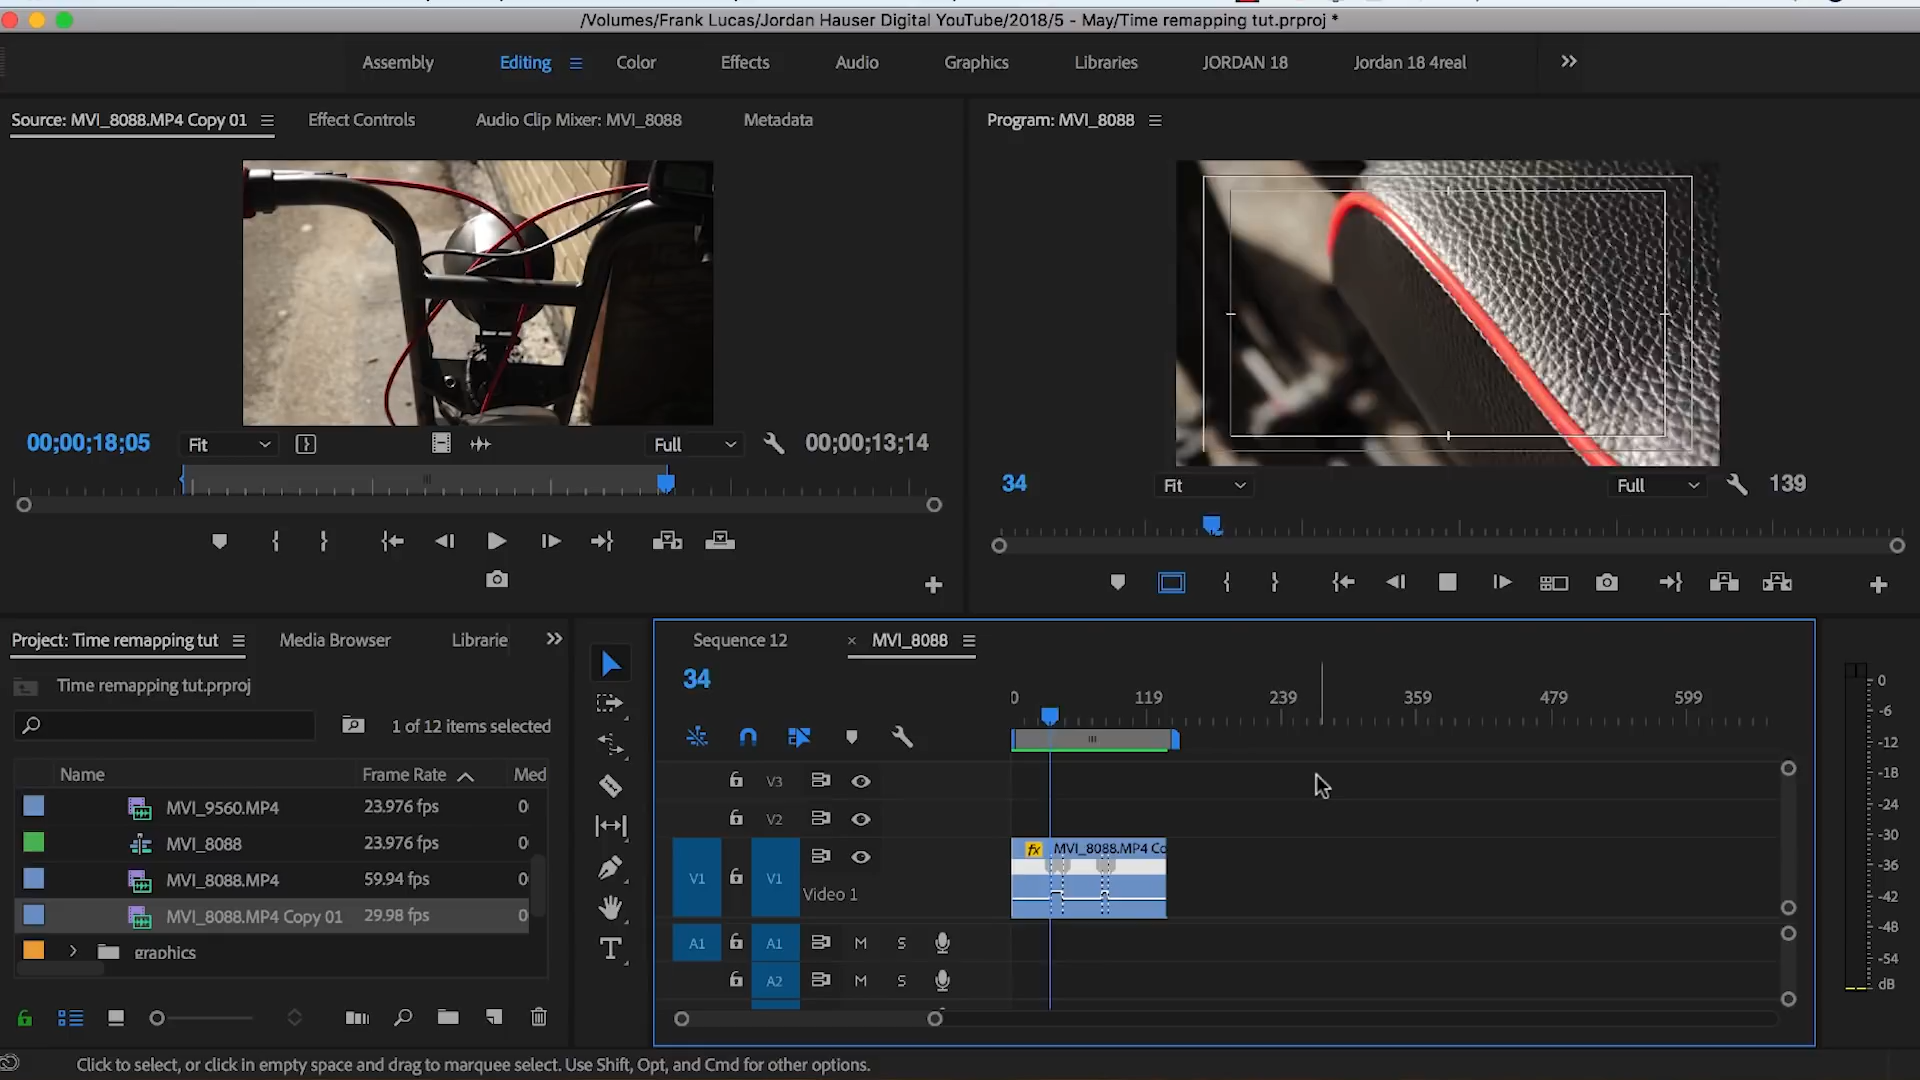 /Volumes/Frank Lucas/Jordan Hauser Digital YouTube/2018/5 - May/Time remapping tut.prproj *
Assembly Editing Color Effects Audio Graphics Libraries JORDAN 18 Jordan 18 4real
Source: MVI_8088.MP4 Copy 01 Effect Controls Audio Clip Mixer: MVI_8088 Metadata
Program: MVI_8088
00;00;18;05 Fit Full 00;00;13;14
34 Fit Full 139
Project: Time remapping tut Media Browser Librarie
Time remapping tut.prproj
1 of 12 items selected
Name Frame Rate Med
MVI_9560.MP4 23.976 fps 0
MVI_8088 23.976 fps 0
MVI_8088.MP4 59.94 fps 0
MVI_8088.MP4 Copy 01 29.98 fps 0
graphics
Sequence 12 × MVI_8088
34
0 119 239 359 479 599
V3
V2
V1 V1 Video 1
fx MVI_8088.MP4 Co
A1 A1 M S
A2 M S
0
-6
-12
-18
-24
-30
-36
-42
-48
-54
dB
Click to select, or click in empty space and drag to marquee select. Use Shift, Opt, and Cmd for other options.